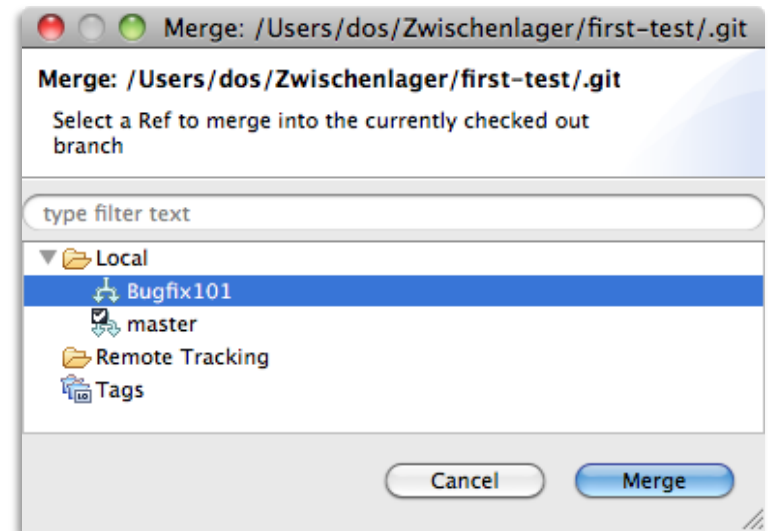 Merge: /Users/dos/Zwischenlager/first-test/.git
Merge: /Users/dos/Zwischenlager/first-test/.git
Select a Ref to merge into the currently checked out
branch
type filter text
Local
Bugfix101
master
Remote Tracking
Tags
Cancel Merge